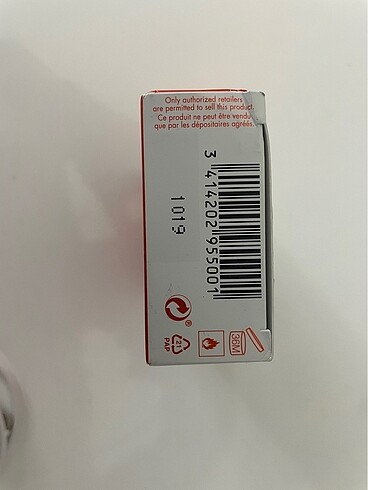 Only authorized retailers
are permitted to sell this product.
Ce produit ne peut être vendu
que par les dépositaires agréés.
3 414202 955001
1019
36M
21
PAP